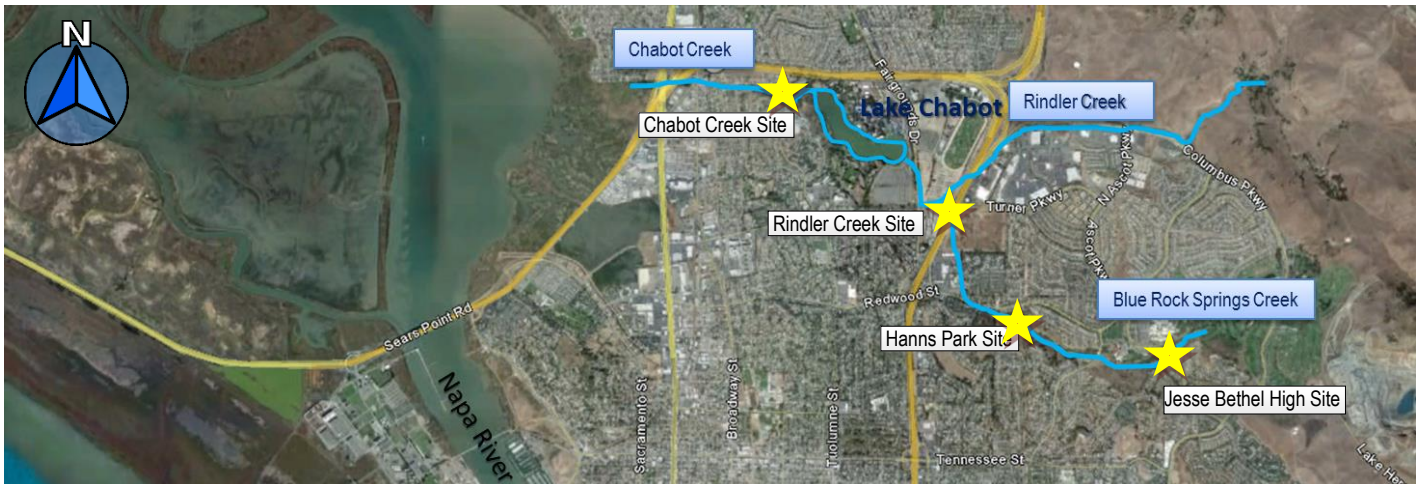 N
Chabot Creek
Fairgrounds Dr
Lake Chabot
Rindler Creek
Chabot Creek Site
Columbus Pkwy
N Ascot Pkwy
Turner Pkwy
Rindler Creek Site
Ascot Pkwy
Blue Rock Springs Creek
Redwood St
Sears Point Rd
Hanns Park Site
Napa River
Sacramento St
Broadway St
Tuolumne St
Jesse Bethel High Site
Tennessee St
Lake Her